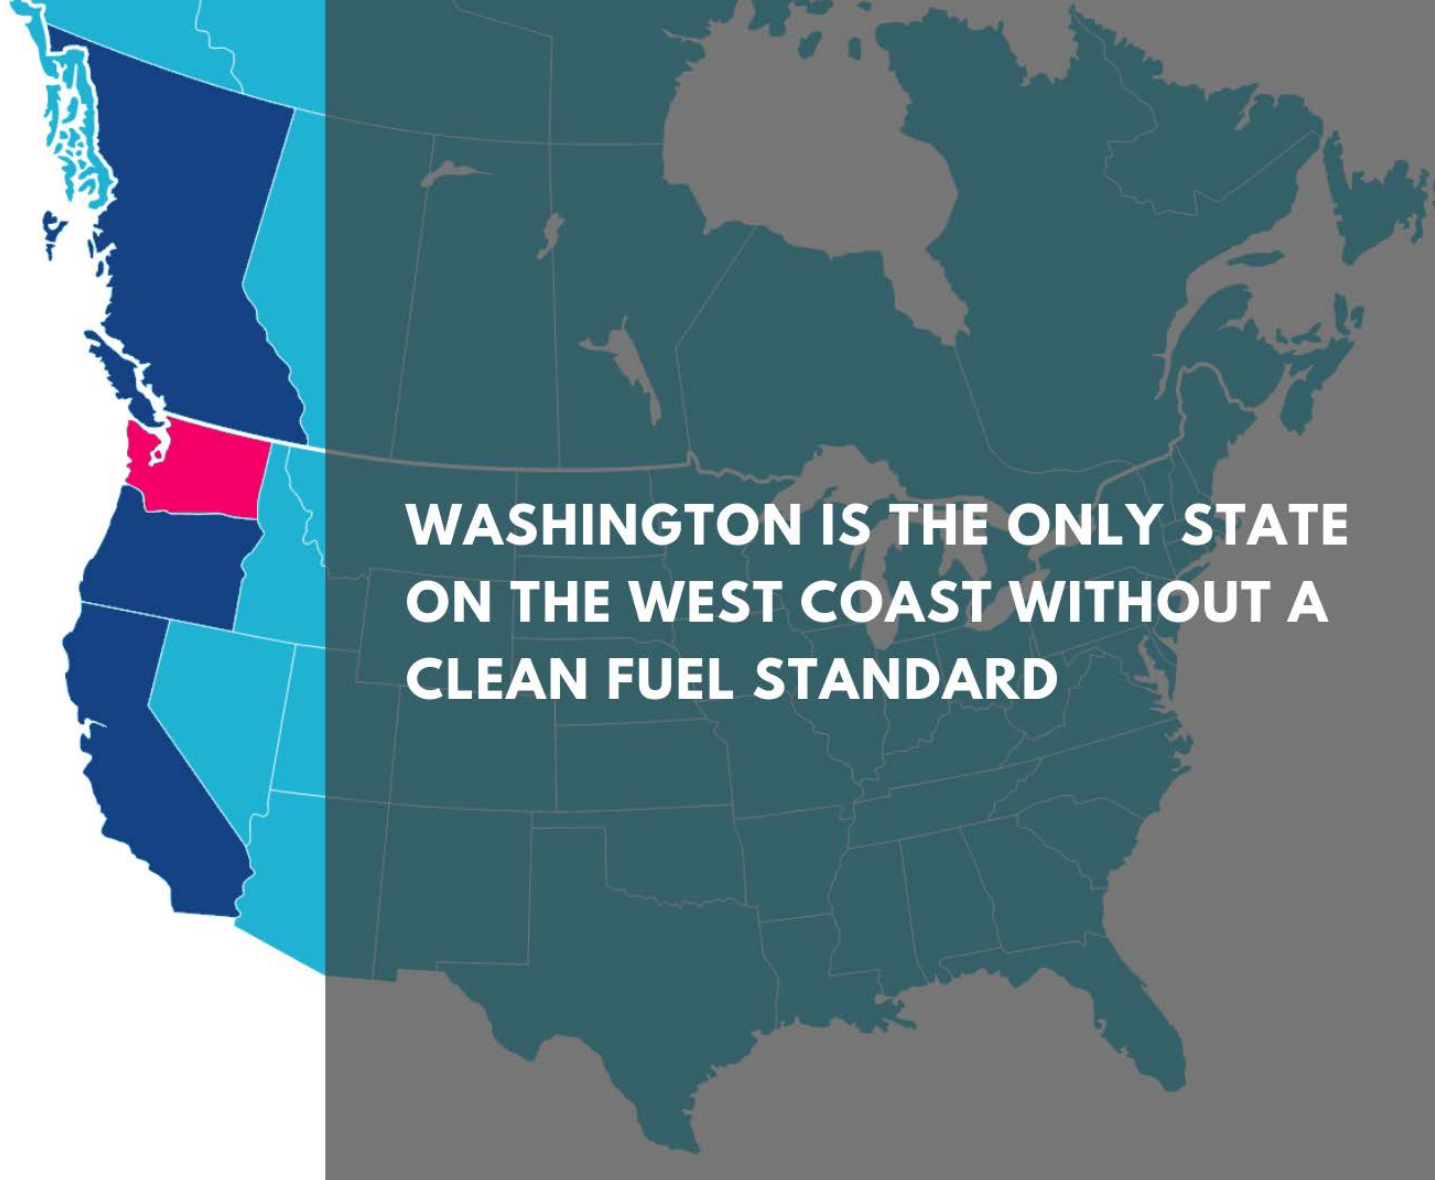 WASHINGTON IS THE ONLY STATE
ON THE WEST COAST WITHOUT A
CLEAN FUEL STANDARD